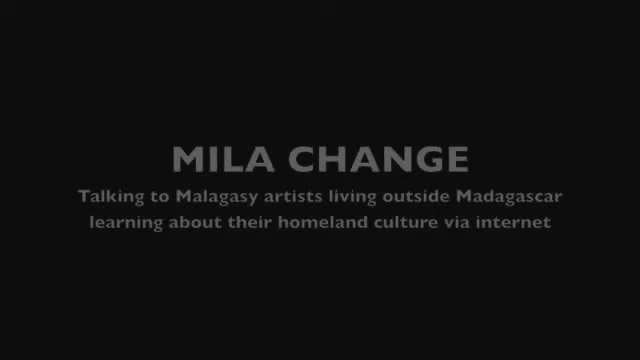 MILA CHANGE
Talking to Malagasy artists living outside Madagascar
learning about their homeland culture via internet